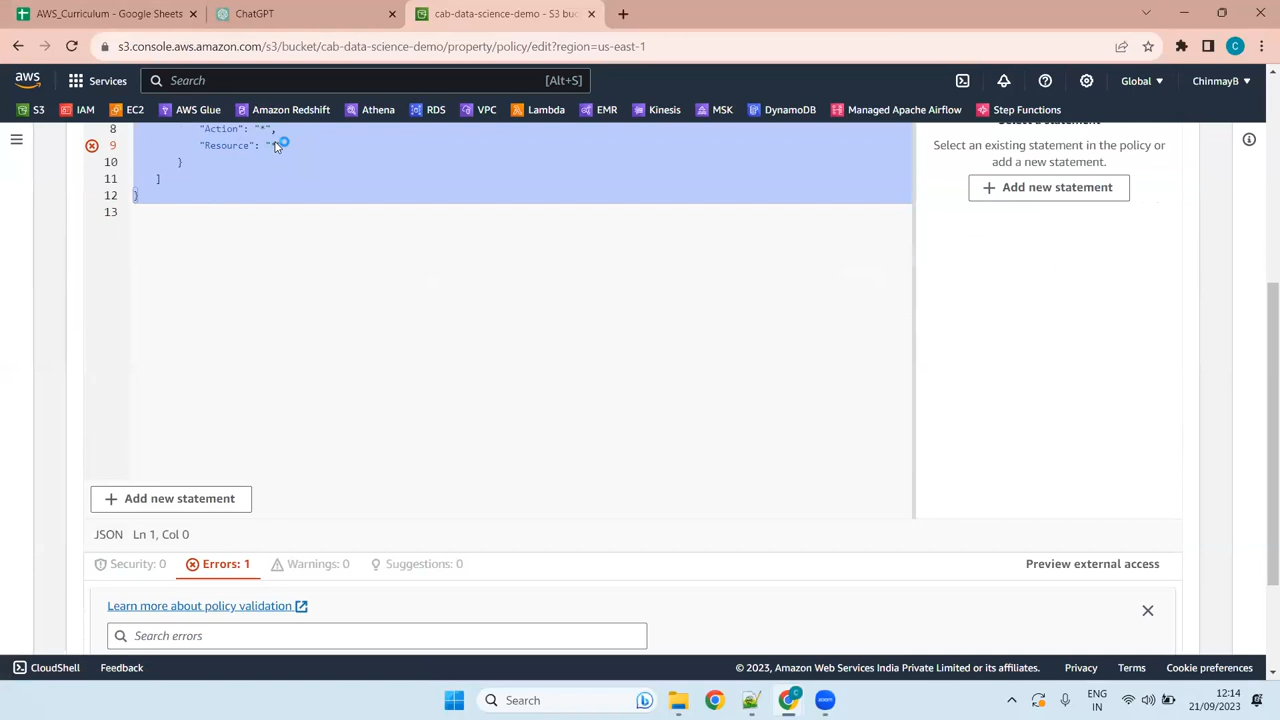 AWS_Curriculum - Google Sheets
ChatGPT
cab-data-science-demo - S3 buc
s3.console.aws.amazon.com/s3/bucket/cab-data-science-demo/property/policy/edit?region=us-east-1
C
aws
Services
Search
[Alt+S]
Global
ChinmayB
S3
IAM
EC2
AWS Glue
Amazon Redshift
Athena
RDS
VPC
Lambda
EMR
Kinesis
MSK
DynamoDB
Managed Apache Airflow
Step Functions
8 "Action": "*",
9 "Resource": "
10 }
11 ]
12 }
13
Select a statement
Select an existing statement in the policy or
add a new statement.
Add new statement
Add new statement
JSON Ln 1, Col 0
Security: 0
Errors: 1
Warnings: 0
Suggestions: 0
Preview external access
Learn more about policy validation
Search errors
CloudShell
Feedback
© 2023, Amazon Web Services India Private Limited or its affiliates.
Privacy
Terms
Cookie preferences
Search
ENG
IN
12:14
21/09/2023